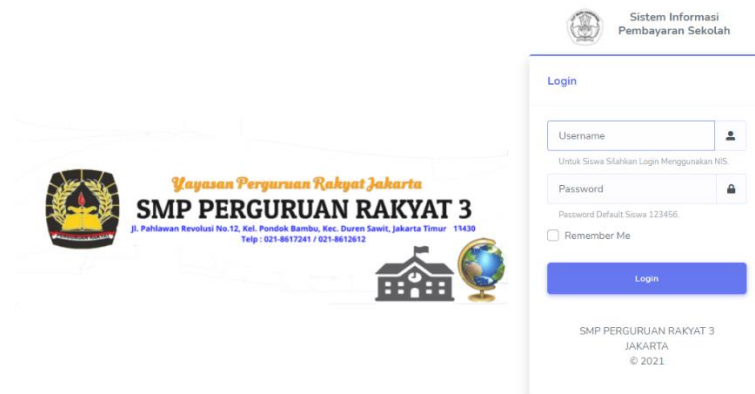 Yayasan Perguruan Rakyat Jakarta
SMP PERGURUAN RAKYAT 3
Jl. Pahlawan Revolusi No.12, Kel. Pondok Bambu, Kec. Duren Sawit, Jakarta Timur 13430
Telp : 021-8617241 / 021-8612612
Sistem Informasi
Pembayaran Sekolah
Login
Username
Untuk Siswa Silahkan Login Menggunakan NIS.
Password
Password Default Siswa 123456.
Remember Me
Login
SMP PERGURUAN RAKYAT 3
JAKARTA
© 2021